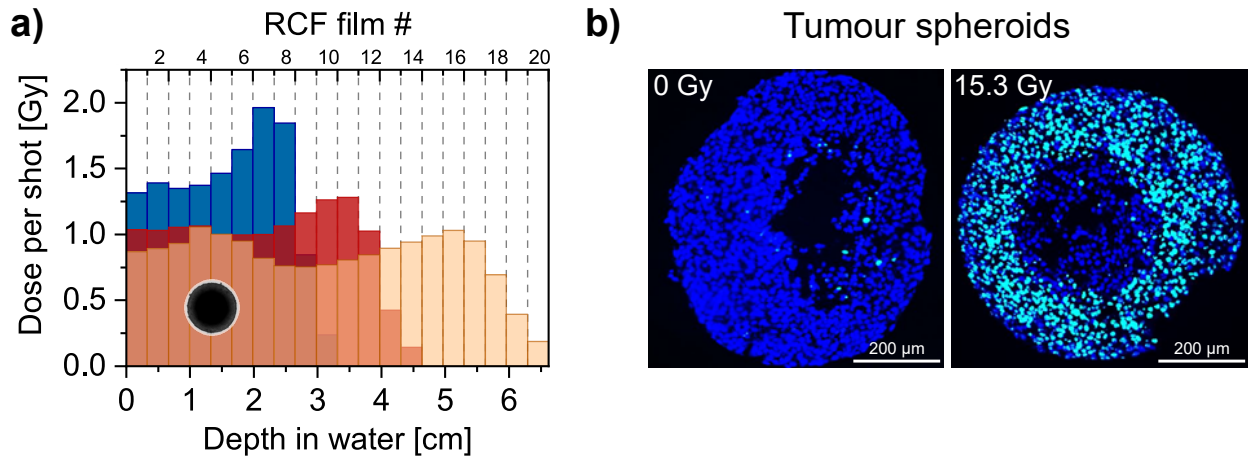 a)
RCF film #
2 4 6 8 10 12 14 16 18 20
Dose per shot [Gy]
2.0
1.5
1.0
0.5
0.0
0 1 2 3 4 5 6
Depth in water [cm]
b)
Tumour spheroids
0 Gy
200 µm
15.3 Gy
200 µm